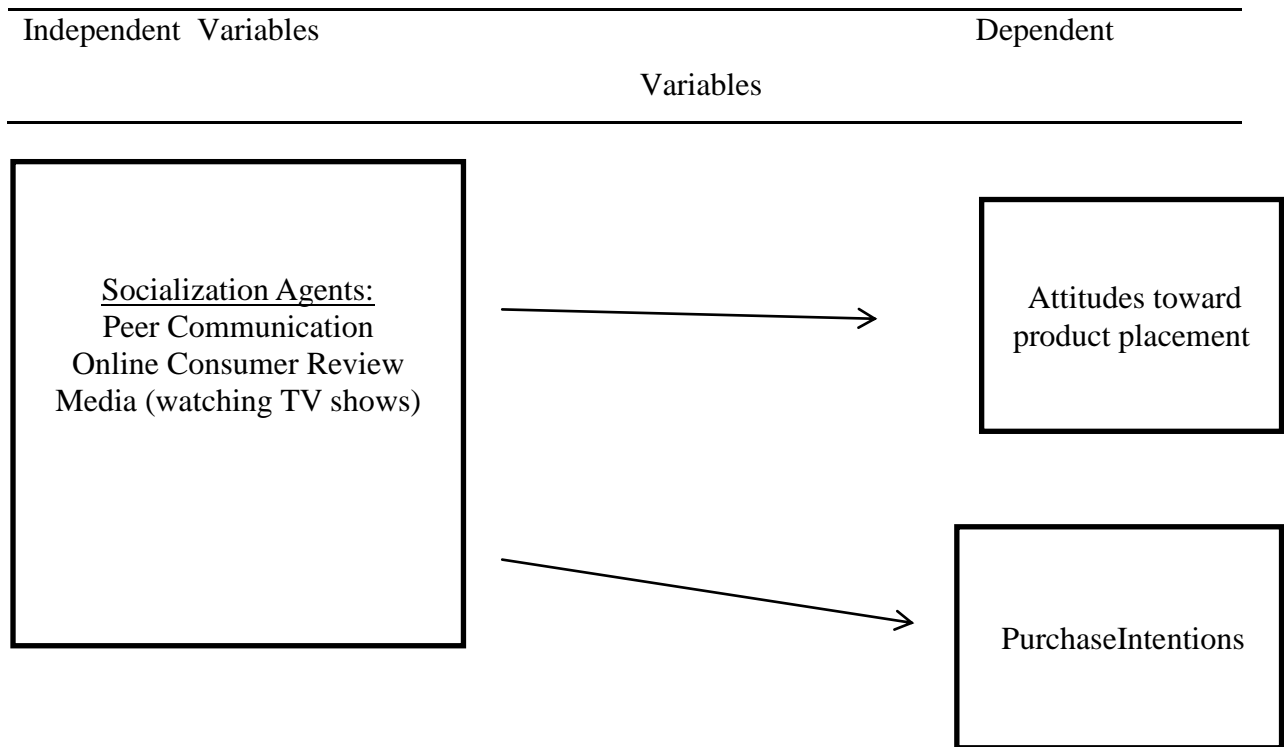 Independent Variables Dependent
Variables
Socialization Agents:
Peer Communication
Online Consumer Review
Media (watching TV shows)
Attitudes toward
product placement
PurchaseIntentions